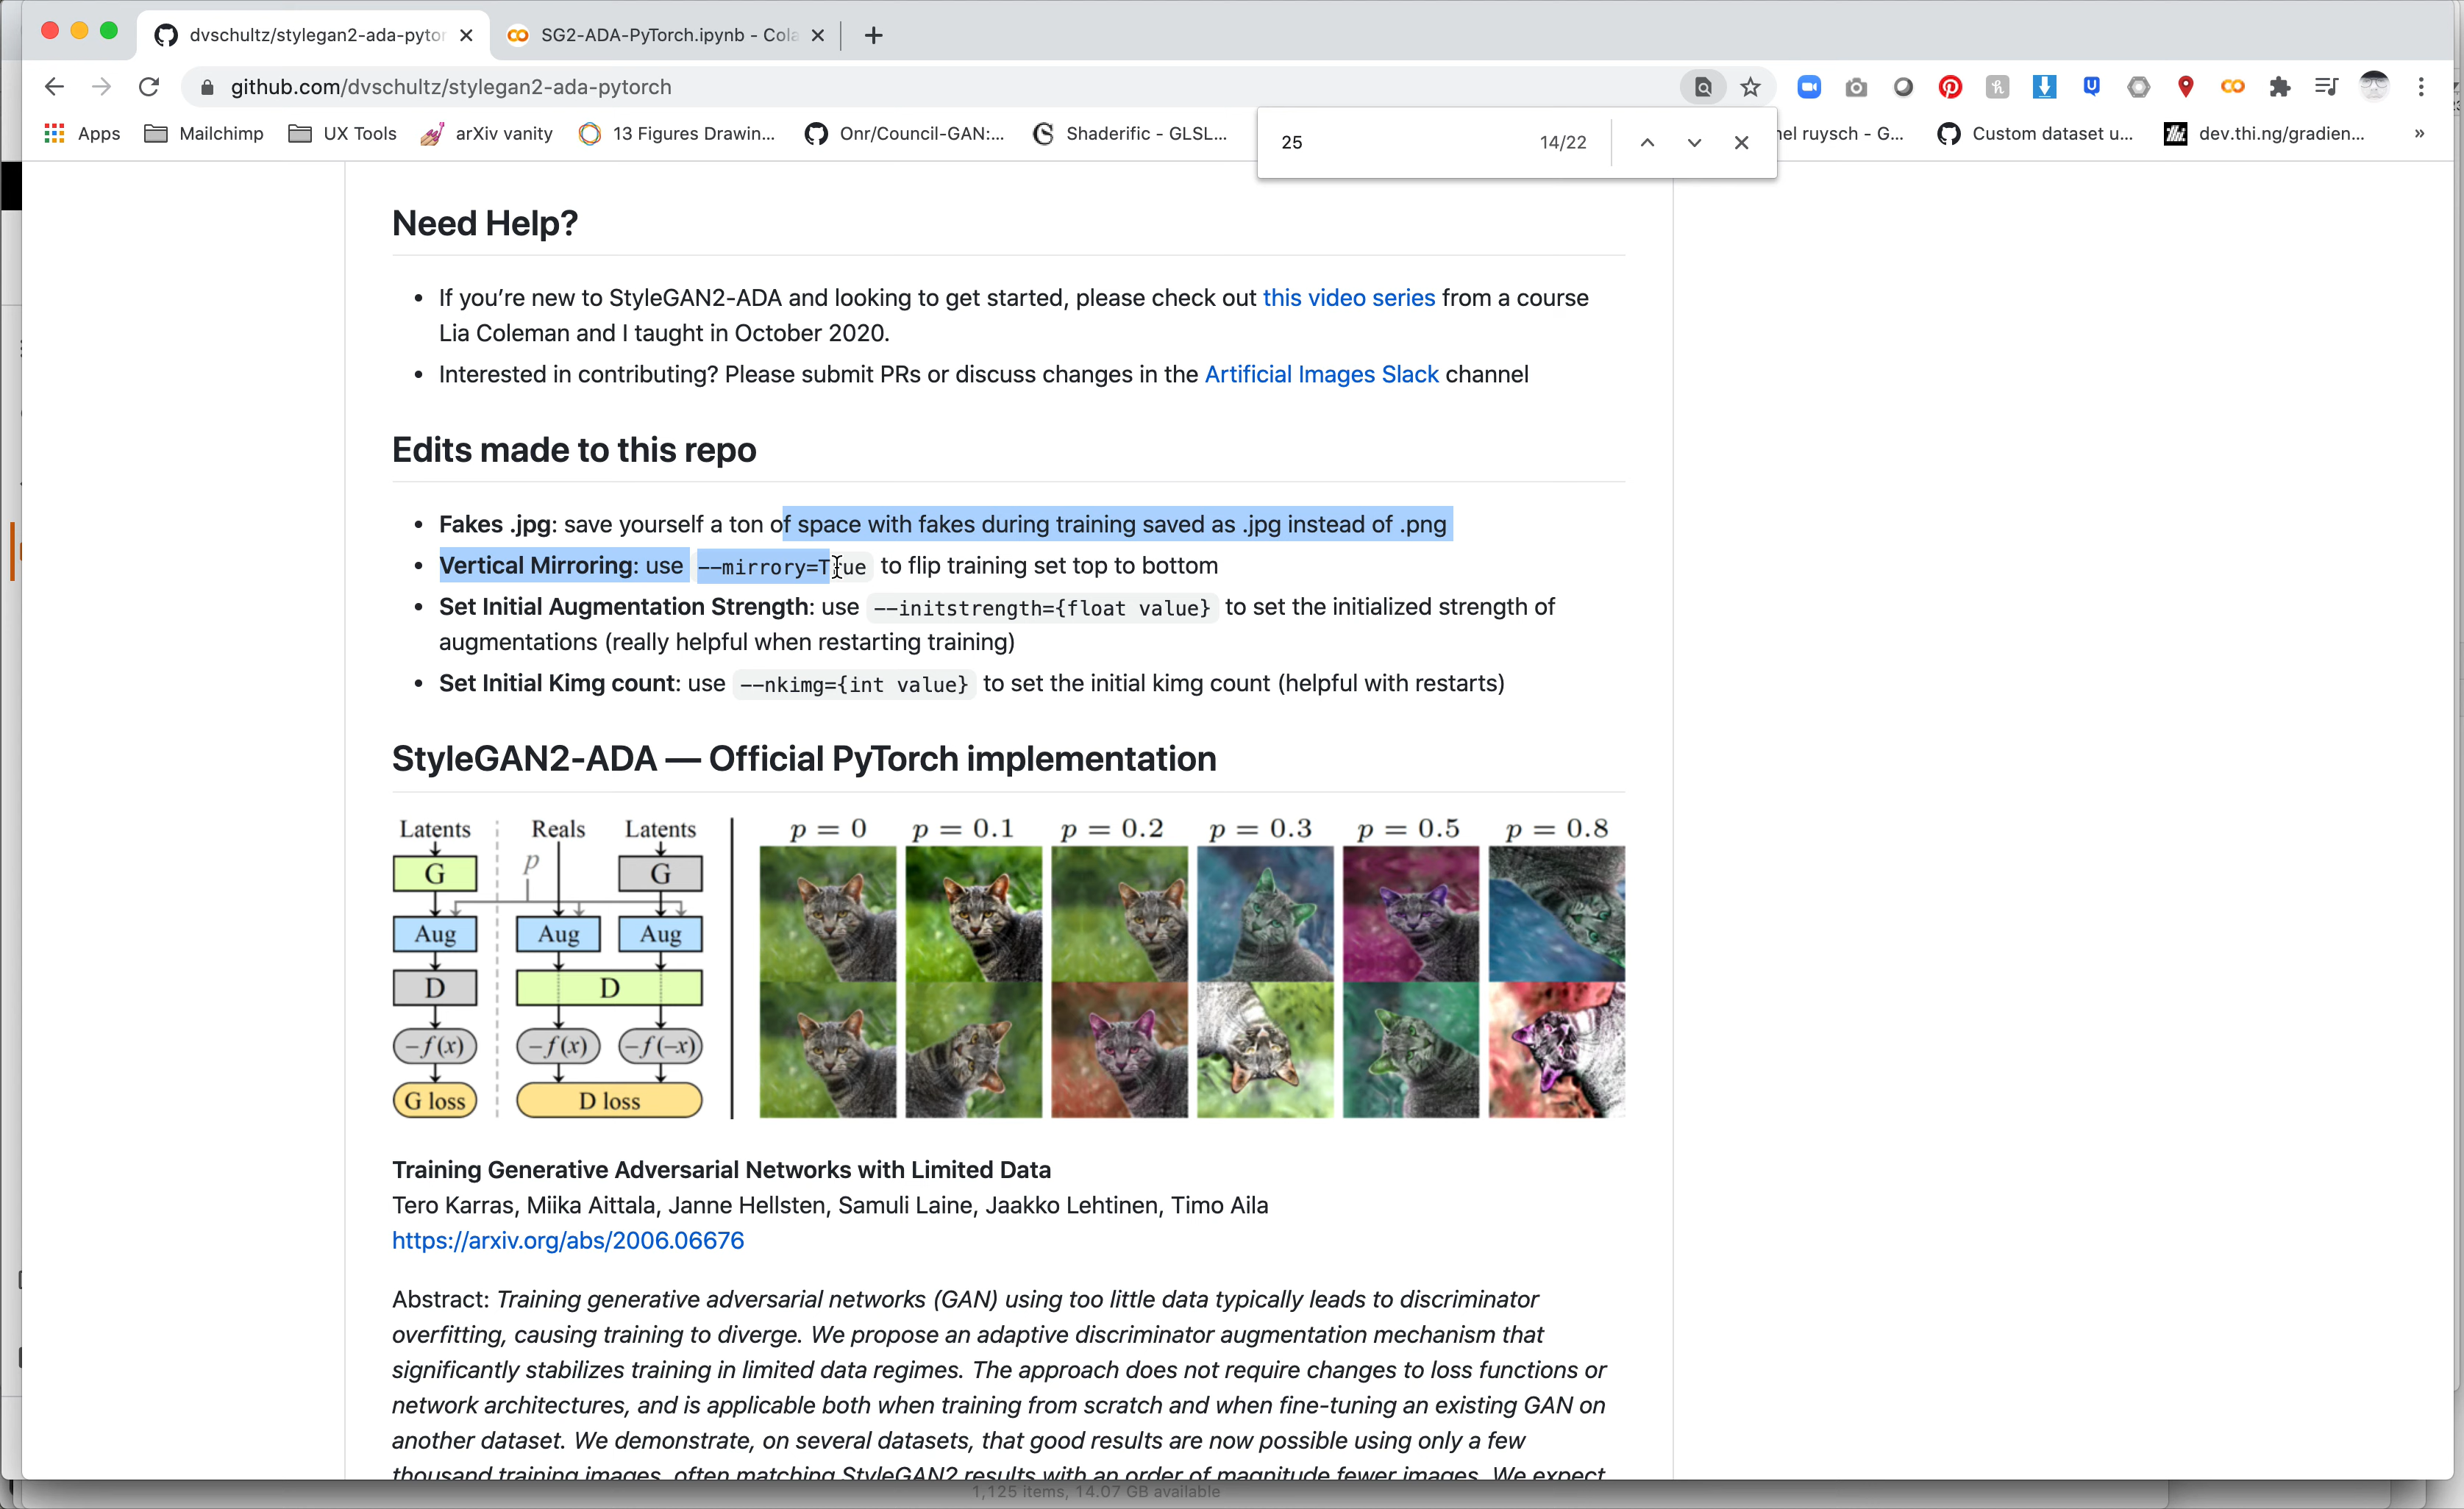 dvschultz/stylegan2-ada-pytor
SG2-ADA-PyTorch.ipynb - Cola
github.com/dvschultz/stylegan2-ada-pytorch
Apps Mailchimp UX Tools arXiv vanity 13 Figures Drawin... Onr/Council-GAN:... Shaderific - GLSL... nel ruysch - G... Custom dataset u... dev.thi.ng/gradien... »
25 14/22
Need Help?
• If you're new to StyleGAN2-ADA and looking to get started, please check out this video series from a course
Lia Coleman and I taught in October 2020.
• Interested in contributing? Please submit PRs or discuss changes in the Artificial Images Slack channel
Edits made to this repo
• Fakes .jpg: save yourself a ton of space with fakes during training saved as .jpg instead of .png
• Vertical Mirroring: use --mirrory=True to flip training set top to bottom
• Set Initial Augmentation Strength: use --initstrength={float value} to set the initialized strength of
augmentations (really helpful when restarting training)
• Set Initial Kimg count: use --nkimg={int value} to set the initial kimg count (helpful with restarts)
StyleGAN2-ADA — Official PyTorch implementation
Latents Reals Latents p = 0 p = 0.1 p = 0.2 p = 0.3 p = 0.5 p = 0.8
G p G
Aug Aug Aug
D D
−f(x) −f(x) −f(−x)
G loss D loss
Training Generative Adversarial Networks with Limited Data
Tero Karras, Miika Aittala, Janne Hellsten, Samuli Laine, Jaakko Lehtinen, Timo Aila
https://arxiv.org/abs/2006.06676
Abstract: Training generative adversarial networks (GAN) using too little data typically leads to discriminator
overfitting, causing training to diverge. We propose an adaptive discriminator augmentation mechanism that
significantly stabilizes training in limited data regimes. The approach does not require changes to loss functions or
network architectures, and is applicable both when training from scratch and when fine-tuning an existing GAN on
another dataset. We demonstrate, on several datasets, that good results are now possible using only a few
thousand training images, often matching StyleGAN2 results with an order of magnitude fewer images. We expect
1,125 items, 14.07 GB available